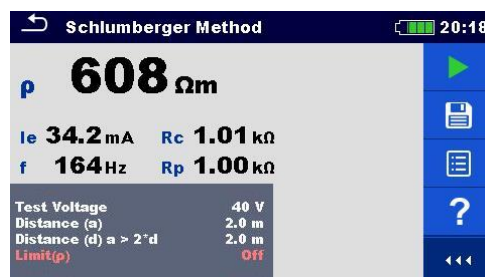 Schlumberger Method 20:18
ρ 608 Ωm
Ie 34.2 mA Rc 1.01 kΩ
f 164 Hz Rp 1.00 kΩ
Test Voltage 40 V
Distance (a) 2.0 m
Distance (d) a > 2*d 2.0 m
Limit(ρ) Off
?